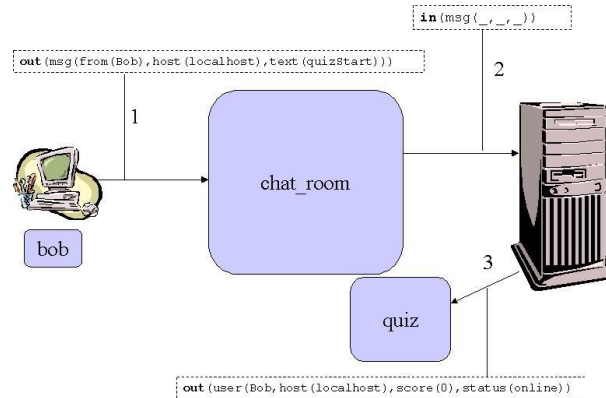 in(msg(_,_,_))
out(msg(from(Bob),host(localhost),text(quizStart)))
2
1
chat_room
bob
3
quiz
out(user(Bob,host(localhost),score(0),status(online))